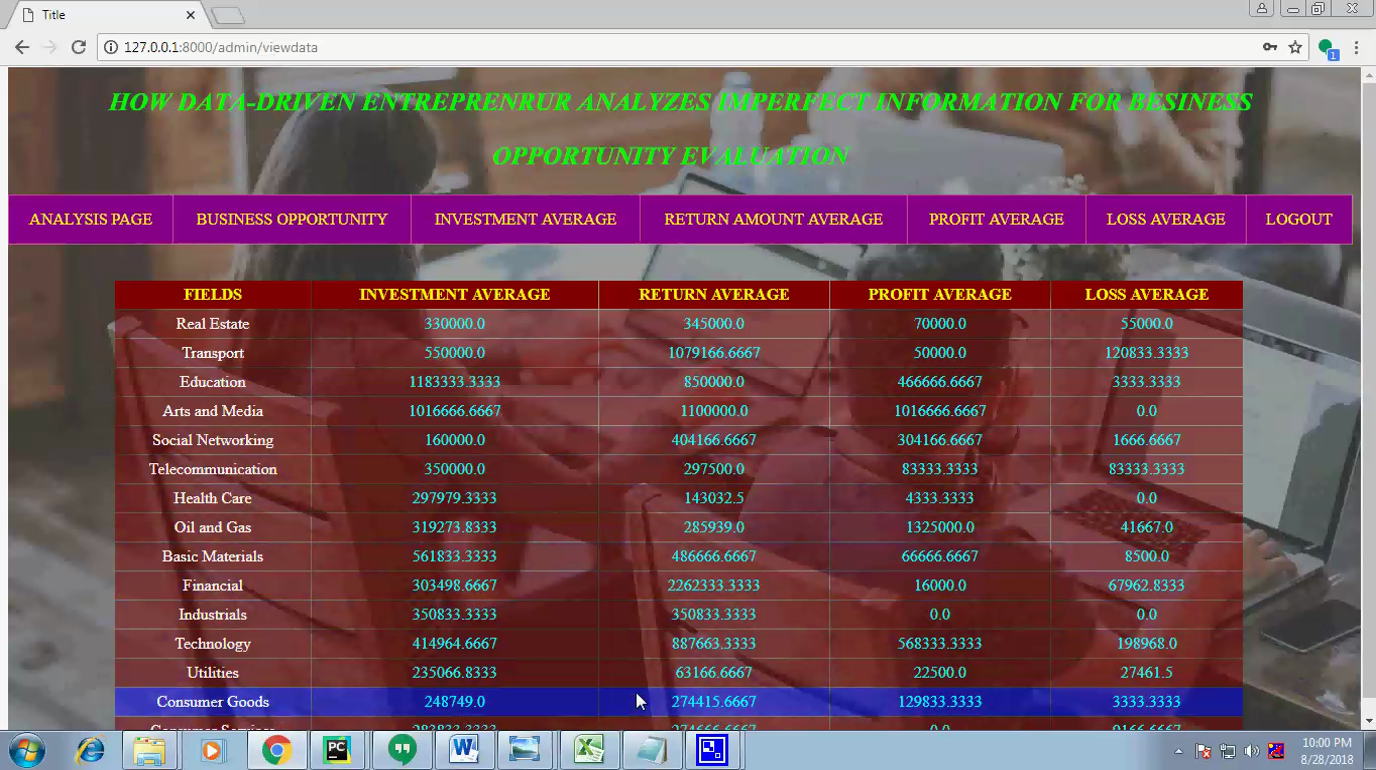 Title
127.0.0.1:8000/admin/viewdata
1
HOW DATA-DRIVEN ENTREPRENRUR ANALYZES IMPERFECT INFORMATION FOR BESINESS
OPPORTUNITY EVALUATION
ANALYSIS PAGE BUSINESS OPPORTUNITY INVESTMENT AVERAGE RETURN AMOUNT AVERAGE PROFIT AVERAGE LOSS AVERAGE LOGOUT
FIELDS INVESTMENT AVERAGE RETURN AVERAGE PROFIT AVERAGE LOSS AVERAGE
Real Estate 330000.0 345000.0 70000.0 55000.0
Transport 550000.0 1079166.6667 50000.0 120833.3333
Education 1183333.3333 850000.0 466666.6667 3333.3333
Arts and Media 1016666.6667 1100000.0 1016666.6667 0.0
Social Networking 160000.0 404166.6667 304166.6667 1666.6667
Telecommunication 350000.0 297500.0 83333.3333 83333.3333
Health Care 297979.3333 143032.5 4333.3333 0.0
Oil and Gas 319273.8333 285939.0 1325000.0 41667.0
Basic Materials 561833.3333 486666.6667 66666.6667 8500.0
Financial 303498.6667 2262333.3333 16000.0 67962.8333
Industrials 350833.3333 350833.3333 0.0 0.0
Technology 414964.6667 887663.3333 568333.3333 198968.0
Utilities 235066.8333 63166.6667 22500.0 27461.5
Consumer Goods 248749.0 274415.6667 129833.3333 3333.3333
PC
10:00 PM
8/28/2018